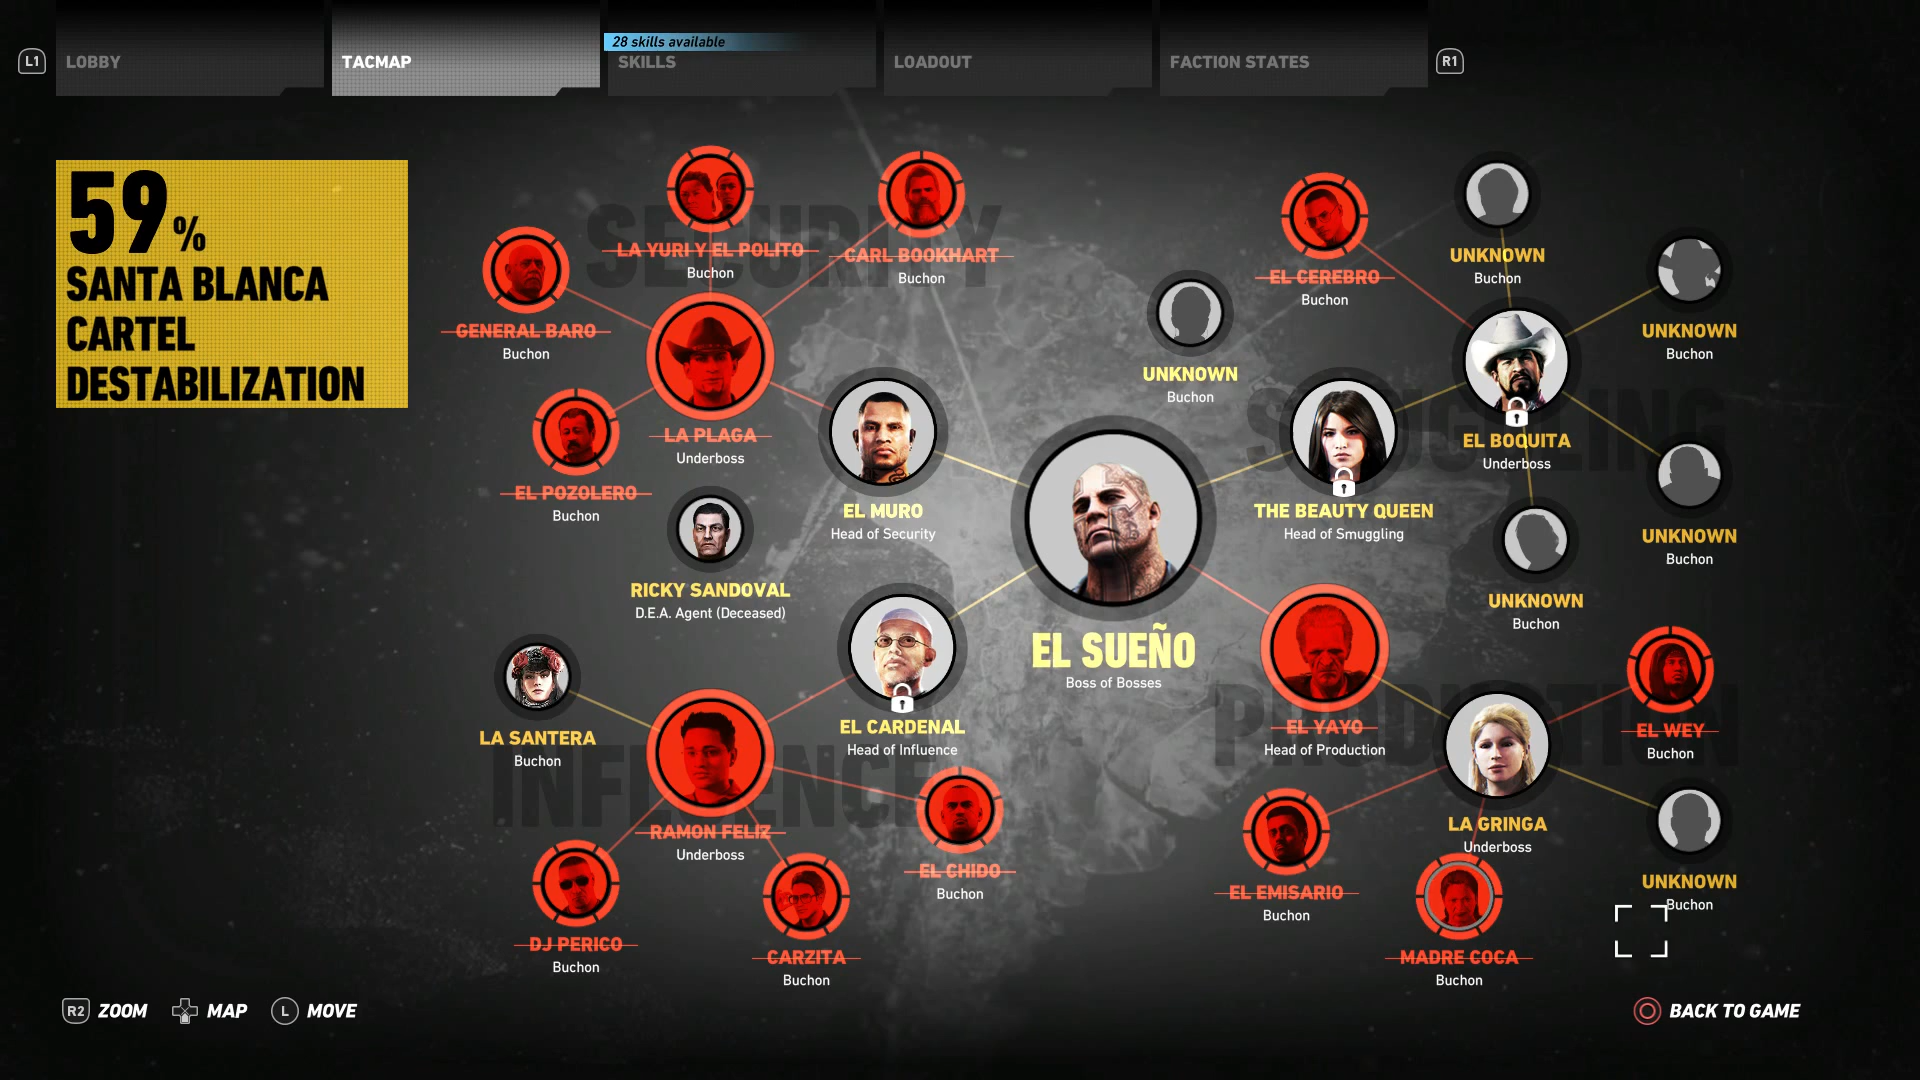 28 skills available
L1
LOBBY
TACMAP
SKILLS
LOADOUT
FACTION STATES
R1
59%
SANTA BLANCA
CARTEL
DESTABILIZATION
SECURITY
SMUGGLING
INFLUENCE
PRODUCTION
LA YURI Y EL POLITO
Buchon
CARL BOOKHART
Buchon
GENERAL BARO
Buchon
LA PLAGA
Underboss
EL POZOLERO
Buchon
EL MURO
Head of Security
RICKY SANDOVAL
D.E.A. Agent (Deceased)
EL CEREBRO
Buchon
UNKNOWN
Buchon
UNKNOWN
Buchon
UNKNOWN
Buchon
EL BOQUITA
Underboss
THE BEAUTY QUEEN
Head of Smuggling
UNKNOWN
Buchon
UNKNOWN
Buchon
EL SUEÑO
Boss of Bosses
EL CARDENAL
Head of Influence
LA SANTERA
Buchon
RAMON FELIZ
Underboss
EL CHIDO
Buchon
DJ PERICO
Buchon
CARZITA
Buchon
EL YAYO
Head of Production
EL WEY
Buchon
LA GRINGA
Underboss
EL EMISARIO
Buchon
UNKNOWN
Buchon
MADRE COCA
Buchon
R2 ZOOM
MAP
L MOVE
BACK TO GAME